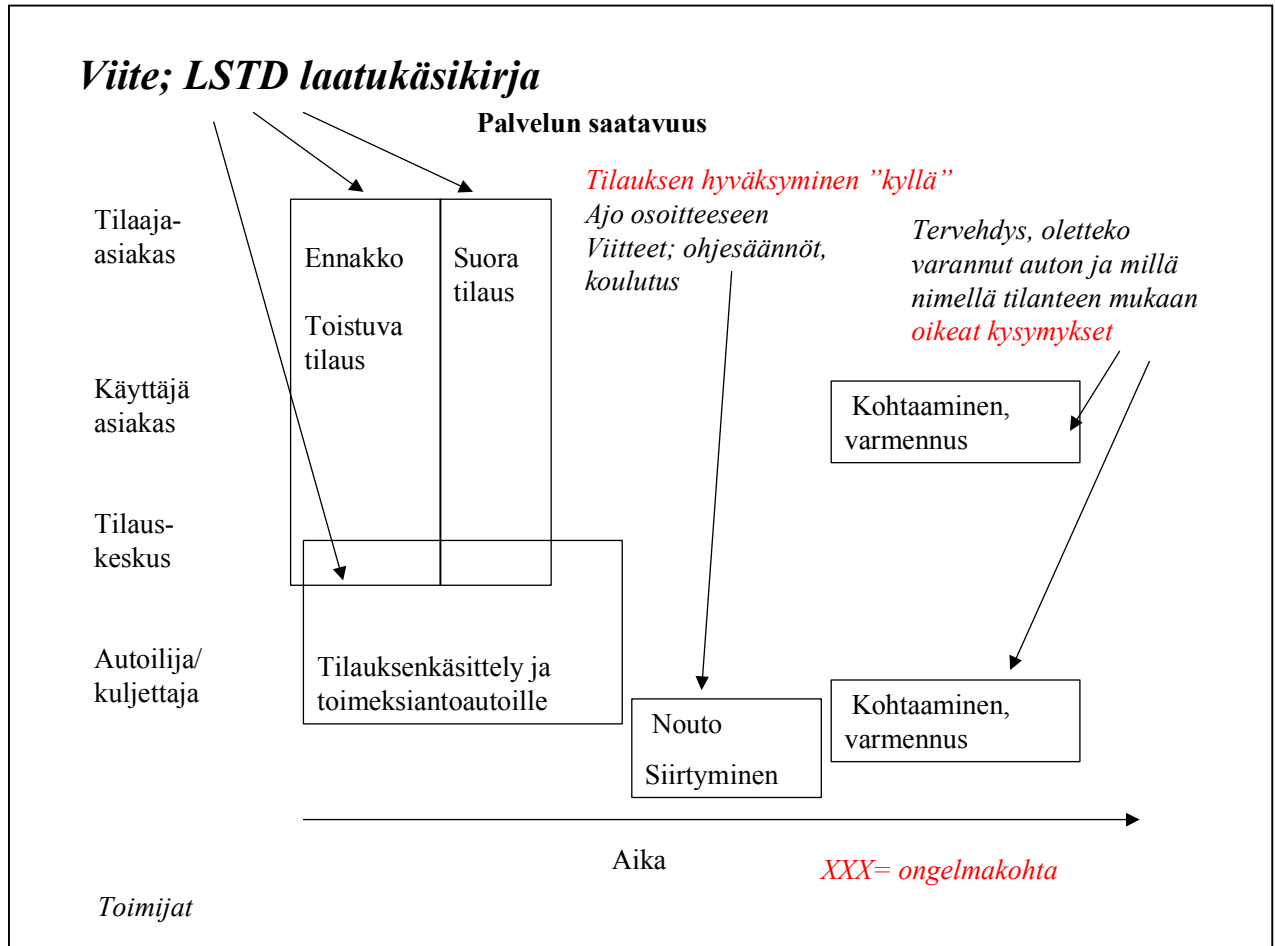 Viite; LSTD laatukäsikirja
Palvelun saatavuus
Tilaaja-
asiakas
Käyttäjä
asiakas
Tilaus-
keskus
Autoilija/
kuljettaja
Ennakko
Toistuva
tilaus
Suora
tilaus
Tilauksen hyväksyminen ”kyllä”
Ajo osoitteeseen
Viitteet; ohjesäännöt,
koulutus
Tervehdys, oletteko
varannut auton ja millä
nimellä tilanteen mukaan
oikeat kysymykset
Kohtaaminen,
varmennus
Tilauksenkäsittely ja
toimeksiantoautoille
Nouto
Siirtyminen
Kohtaaminen,
varmennus
Aika
XXX= ongelmakohta
Toimijat